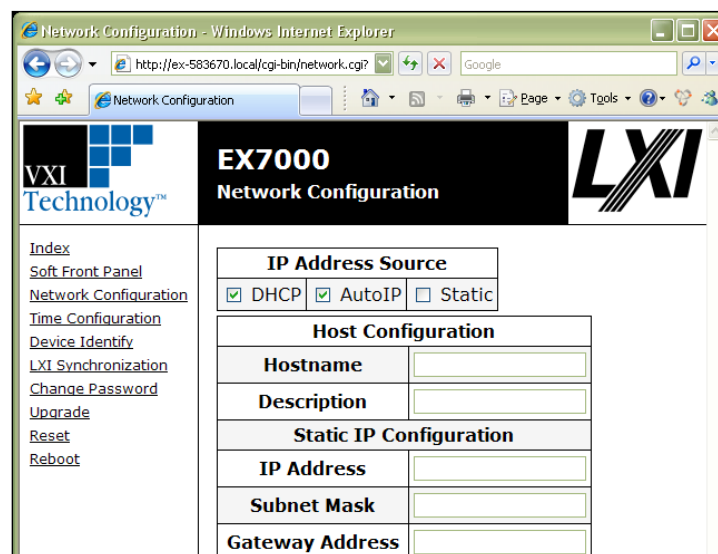 Network Configuration - Windows Internet Explorer
http://ex-583670.local/cgi-bin/network.cgi?
Google
Network Configuration
Page
Tools
VXI
Technology™
EX7000
Network Configuration
LXI
Index
Soft Front Panel
Network Configuration
Time Configuration
Device Identify
LXI Synchronization
Change Password
Upgrade
Reset
Reboot
IP Address Source
DHCP AutoIP Static
Host Configuration
Hostname
Description
Static IP Configuration
IP Address
Subnet Mask
Gateway Address